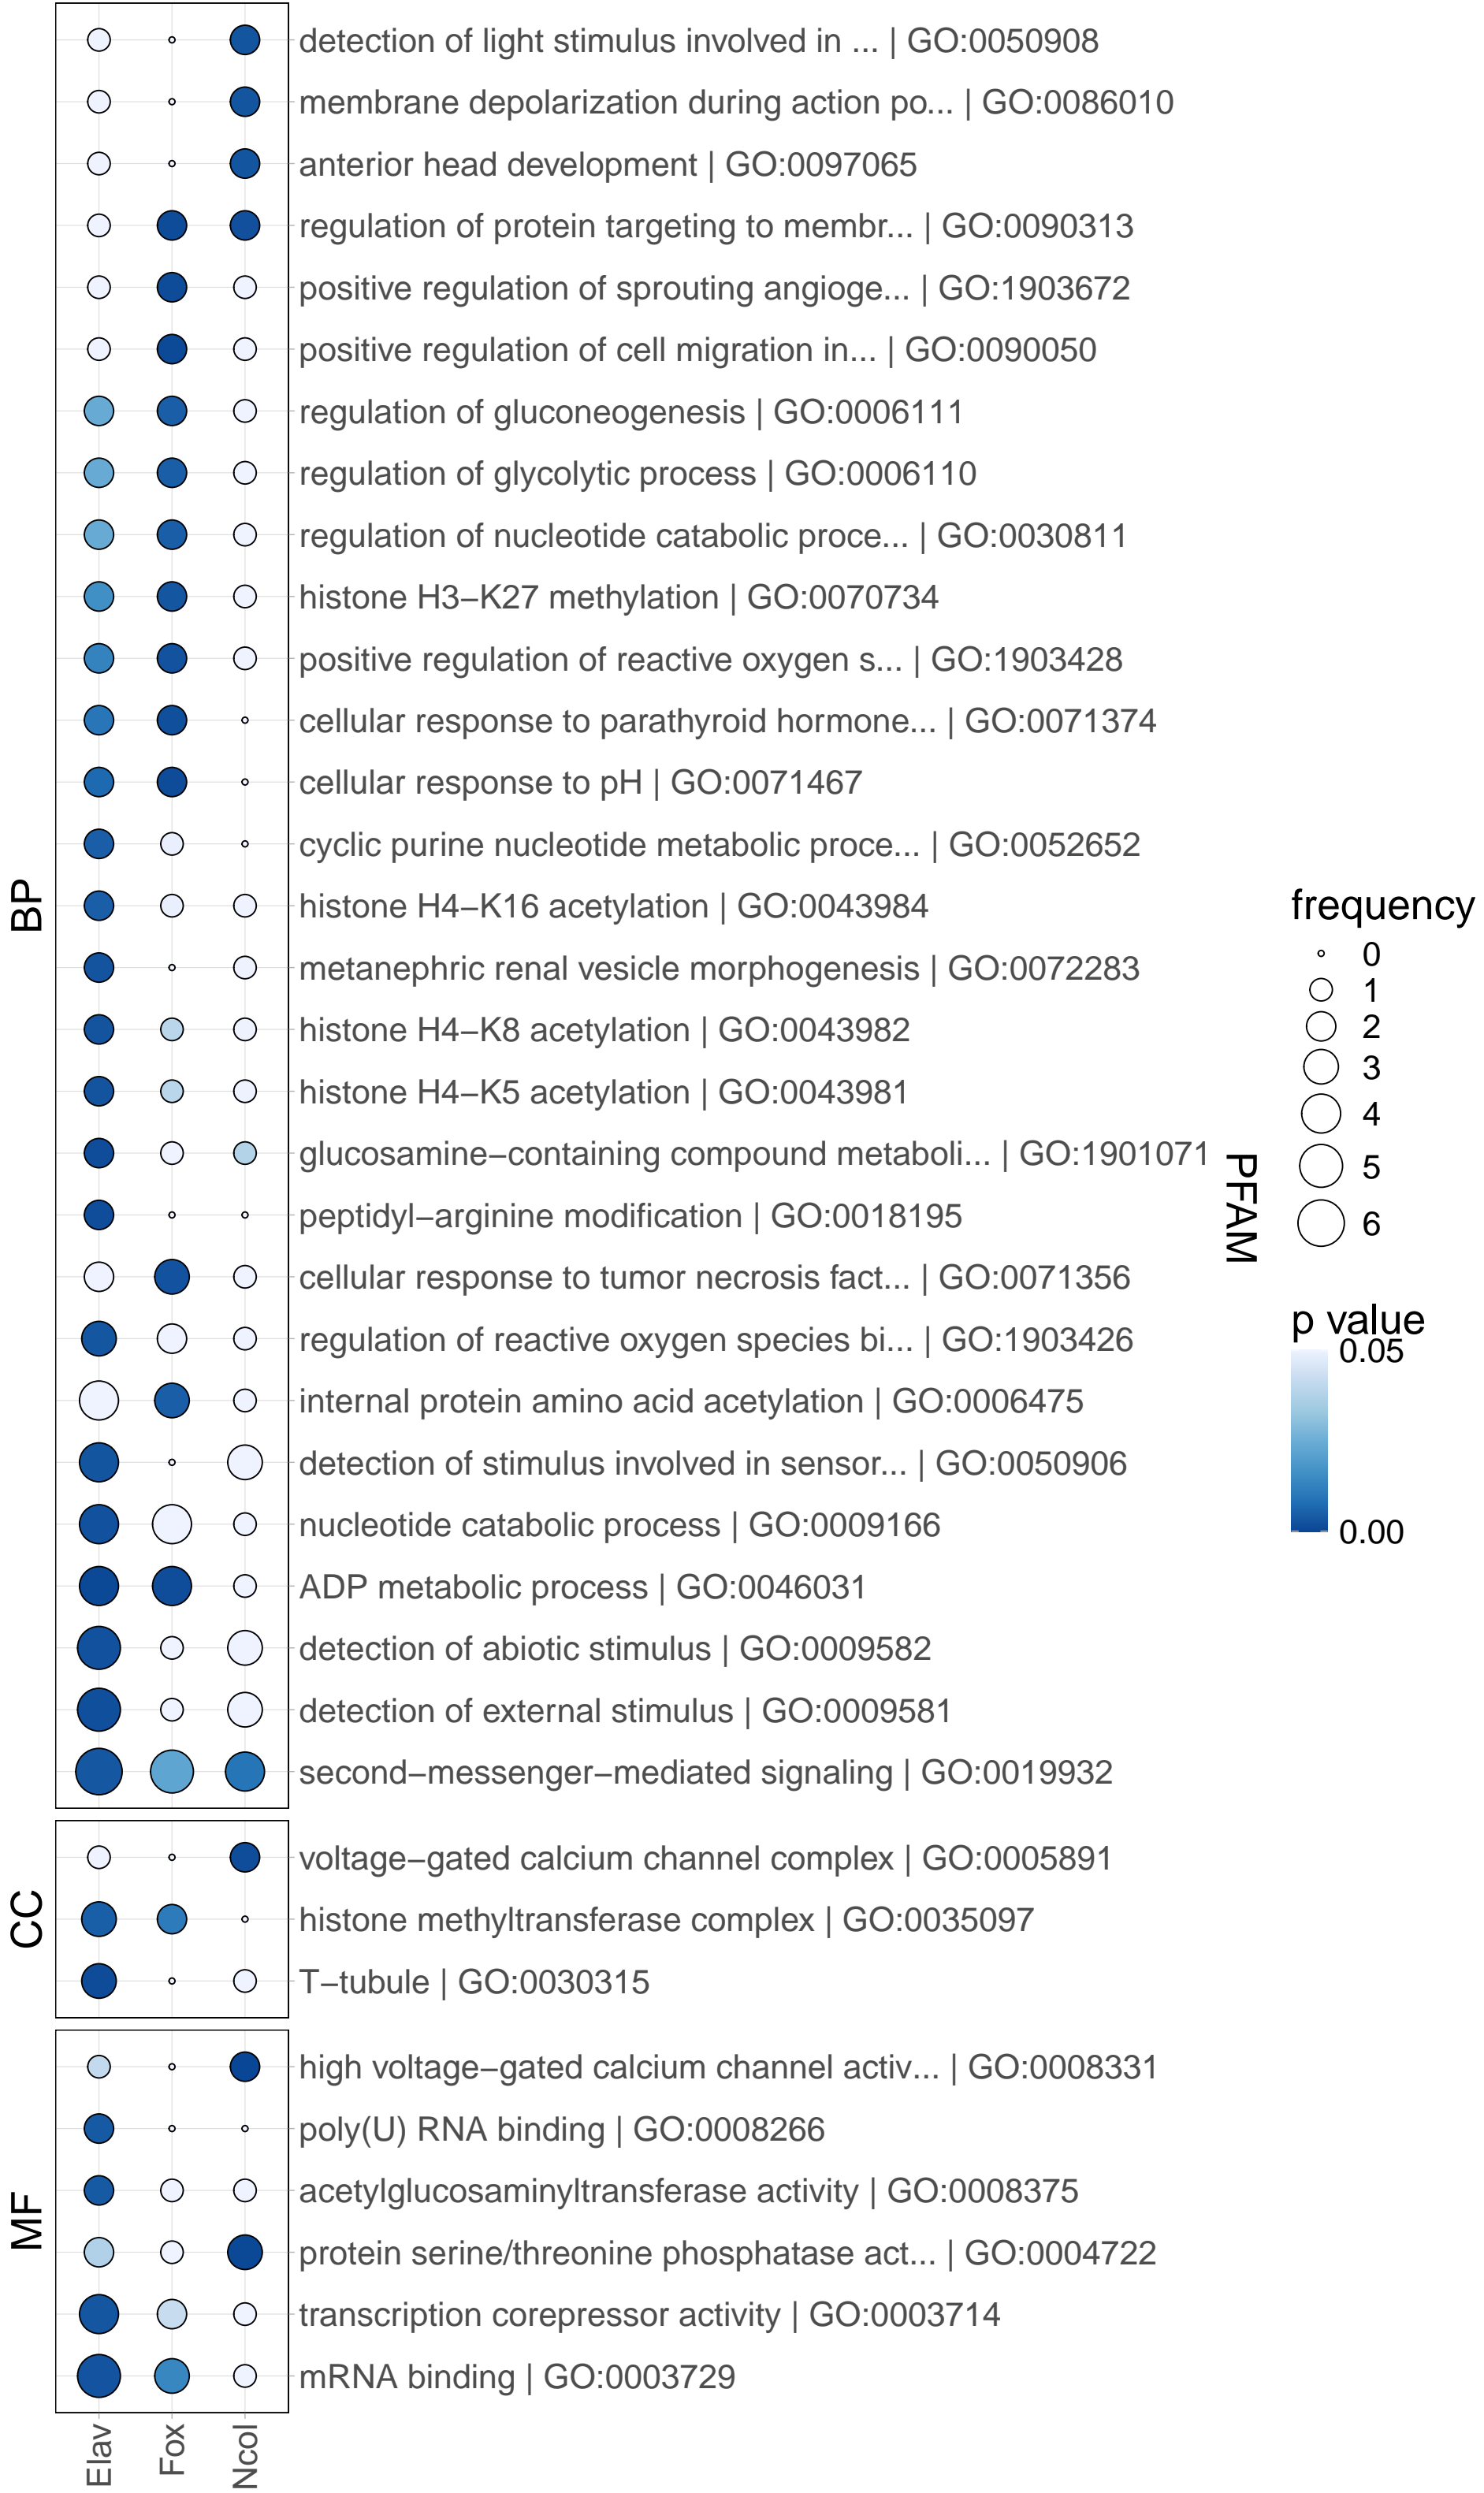 BP
detection of light stimulus involved in ... | GO:0050908
membrane depolarization during action po... | GO:0086010
anterior head development | GO:0097065
regulation of protein targeting to membr... | GO:0090313
positive regulation of sprouting angioge... | GO:1903672
positive regulation of cell migration in... | GO:0090050
regulation of gluconeogenesis | GO:0006111
regulation of glycolytic process | GO:0006110
regulation of nucleotide catabolic proce... | GO:0030811
histone H3−K27 methylation | GO:0070734
positive regulation of reactive oxygen s... | GO:1903428
cellular response to parathyroid hormone... | GO:0071374
cellular response to pH | GO:0071467
cyclic purine nucleotide metabolic proce... | GO:0052652
histone H4−K16 acetylation | GO:0043984
metanephric renal vesicle morphogenesis | GO:0072283
histone H4−K8 acetylation | GO:0043982
histone H4−K5 acetylation | GO:0043981
glucosamine−containing compound metaboli... | GO:1901071
peptidyl−arginine modification | GO:0018195
cellular response to tumor necrosis fact... | GO:0071356
regulation of reactive oxygen species bi... | GO:1903426
internal protein amino acid acetylation | GO:0006475
detection of stimulus involved in sensor... | GO:0050906
nucleotide catabolic process | GO:0009166
ADP metabolic process | GO:0046031
detection of abiotic stimulus | GO:0009582
detection of external stimulus | GO:0009581
second−messenger−mediated signaling | GO:0019932
CC
voltage−gated calcium channel complex | GO:0005891
histone methyltransferase complex | GO:0035097
T−tubule | GO:0030315
MF
high voltage−gated calcium channel activ... | GO:0008331
poly(U) RNA binding | GO:0008266
acetylglucosaminyltransferase activity | GO:0008375
protein serine/threonine phosphatase act... | GO:0004722
transcription corepressor activity | GO:0003714
mRNA binding | GO:0003729
Elav
Fox
Ncol
PFAM
frequency
0
1
2
3
4
5
6
p value
0.05
0.00